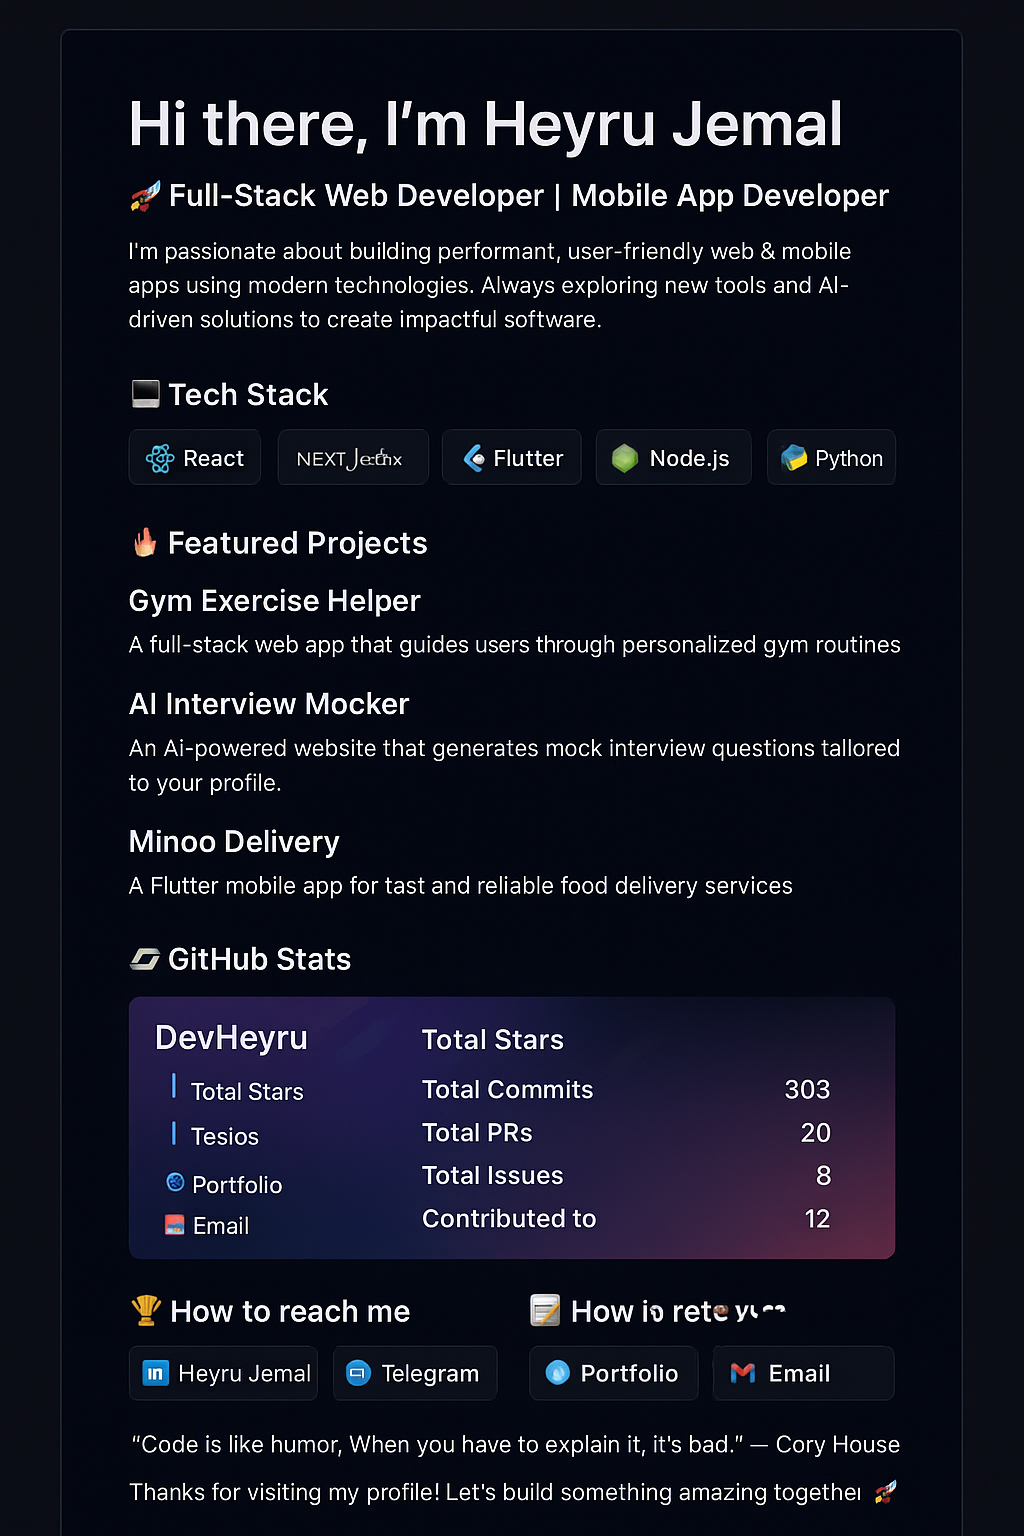 Hi there, I’m Heyru Jemal
Full-Stack Web Developer | Mobile App Developer
I'm passionate about building performant, user-friendly web & mobile
apps using modern technologies. Always exploring new tools and AI-
driven solutions to create impactful software.
Tech Stack
React
NEXT
Flutter
Node.js
Python
Featured Projects
Gym Exercise Helper
A full-stack web app that guides users through personalized gym routines
AI Interview Mocker
An Ai-powered website that generates mock interview questions tallored
to your profile.
Minoo Delivery
A Flutter mobile app for tast and reliable food delivery services
GitHub Stats
DevHeyru
Total Stars
Tesios
Portfolio
Email
Total Stars
Total Commits 303
Total PRs 20
Total Issues 8
Contributed to 12
How to reach me
Heyru Jemal
Telegram
How
Portfolio
Email
“Code is like humor, When you have to explain it, it's bad.” — Cory House
Thanks for visiting my profile! Let's build something amazing together